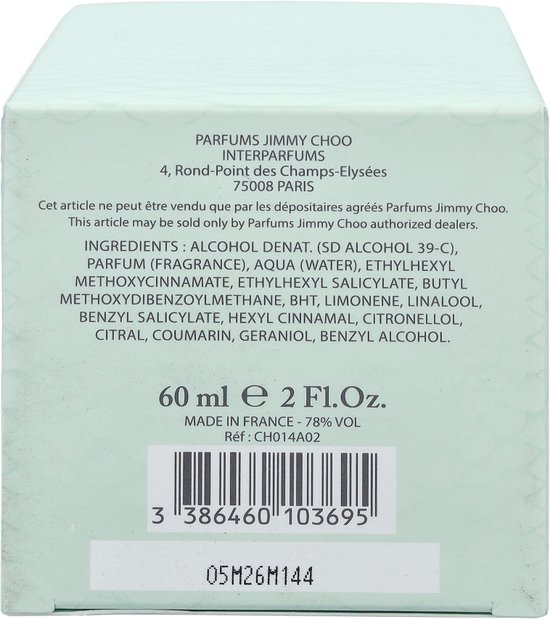 PARFUMS JIMMY CHOO
INTERPARFUMS
4, Rond-Point des Champs-Elysées
75008 PARIS
Cet article ne peut être vendu que par les dépositaires agréés Parfums Jimmy Choo.
This article may be sold only by Parfums Jimmy Choo authorized dealers.
INGREDIENTS : ALCOHOL DENAT. (SD ALCOHOL 39-C),
PARFUM (FRAGRANCE), AQUA (WATER), ETHYLHEXYL
METHOXYCINNAMATE, ETHYLHEXYL SALICYLATE, BUTYL
METHOXYDIBENZOYLMETHANE, BHT, LIMONENE, LINALOOL,
BENZYL SALICYLATE, HEXYL CINNAMAL, CITRONELLOL,
CITRAL, COUMARIN, GERANIOL, BENZYL ALCOHOL.
60 ml ℮ 2 Fl.Oz.
MADE IN FRANCE - 78% VOL
Réf : CH014A02
3 386460 103695
05M26M144